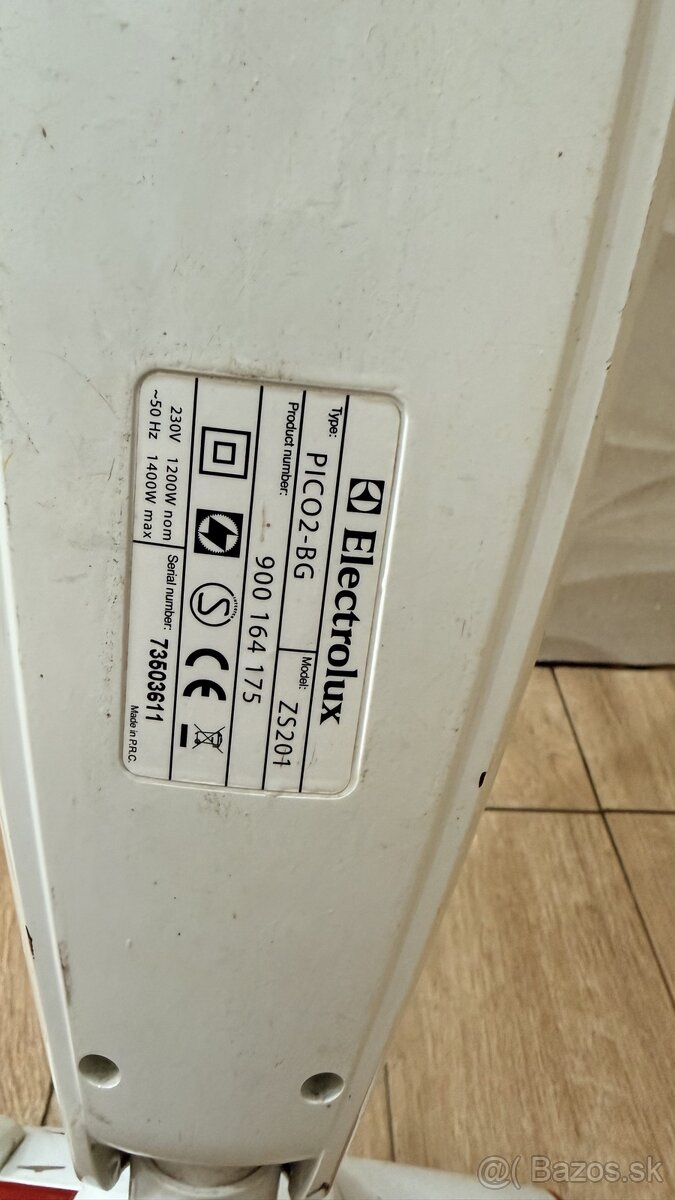 Electrolux
Type: PICO2-BG Model: ZS201
Product number: 900 164 175
230V 1200W nom
~50 Hz 1400W max
Serial number: 73603611
Made in P.R.C.
@( Bazos.sk